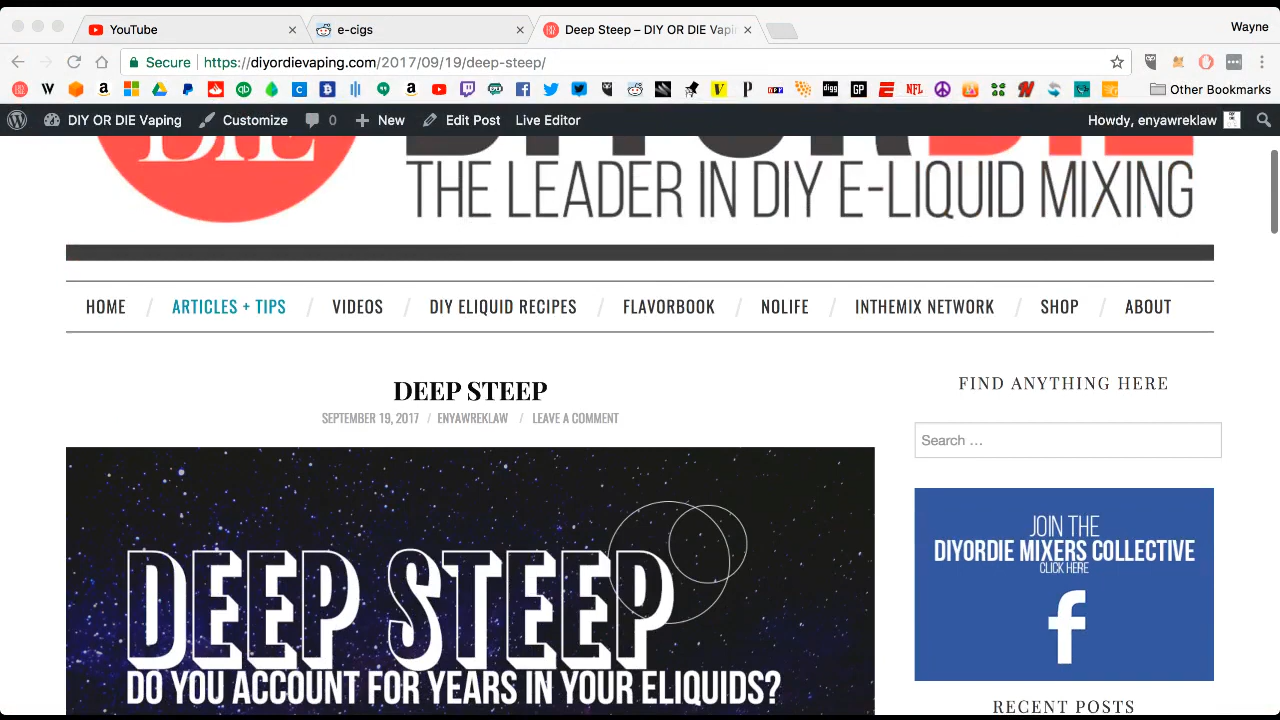 YouTube
e-cigs
Deep Steep – DIY OR DIE Vapi
Wayne
Secure
https://diyordievaping.com/2017/09/19/deep-steep/
Other Bookmarks
DIY OR DIE Vaping
Customize
0
New
Edit Post
Live Editor
Howdy, enyawreklaw
DIE
DIYORDIE
THE LEADER IN DIY E-LIQUID MIXING
HOME / ARTICLES + TIPS / VIDEOS / DIY ELIQUID RECIPES / FLAVORBOOK / NOLIFE / INTHEMIX NETWORK / SHOP / ABOUT
DEEP STEEP
SEPTEMBER 19, 2017 / ENYAWREKLAW / LEAVE A COMMENT
DEEP STEEP
DO YOU ACCOUNT FOR YEARS IN YOUR ELIQUIDS?
FIND ANYTHING HERE
Search …
JOIN THE
DIYORDIE MIXERS COLLECTIVE
CLICK HERE
f
RECENT POSTS